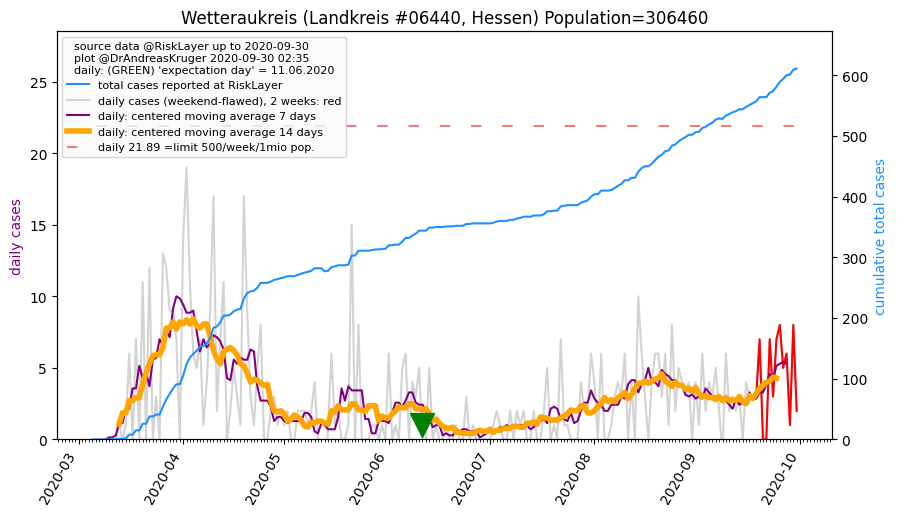 Wetteraukreis (Landkreis #06440, Hessen) Population=306460
source data @RiskLayer up to 2020-09-30
plot @DrAndreasKruger 2020-09-30 02:35
daily: (GREEN) 'expectation day' = 11.06.2020
total cases reported at RiskLayer
daily cases (weekend-flawed), 2 weeks: red
daily: centered moving average 7 days
daily: centered moving average 14 days
daily 21.89 =limit 500/week/1mio pop.
daily cases
25
20
15
10
5
0
cumulative total cases
600
500
400
300
200
100
0
2020-03
2020-04
2020-05
2020-06
2020-07
2020-08
2020-09
2020-10